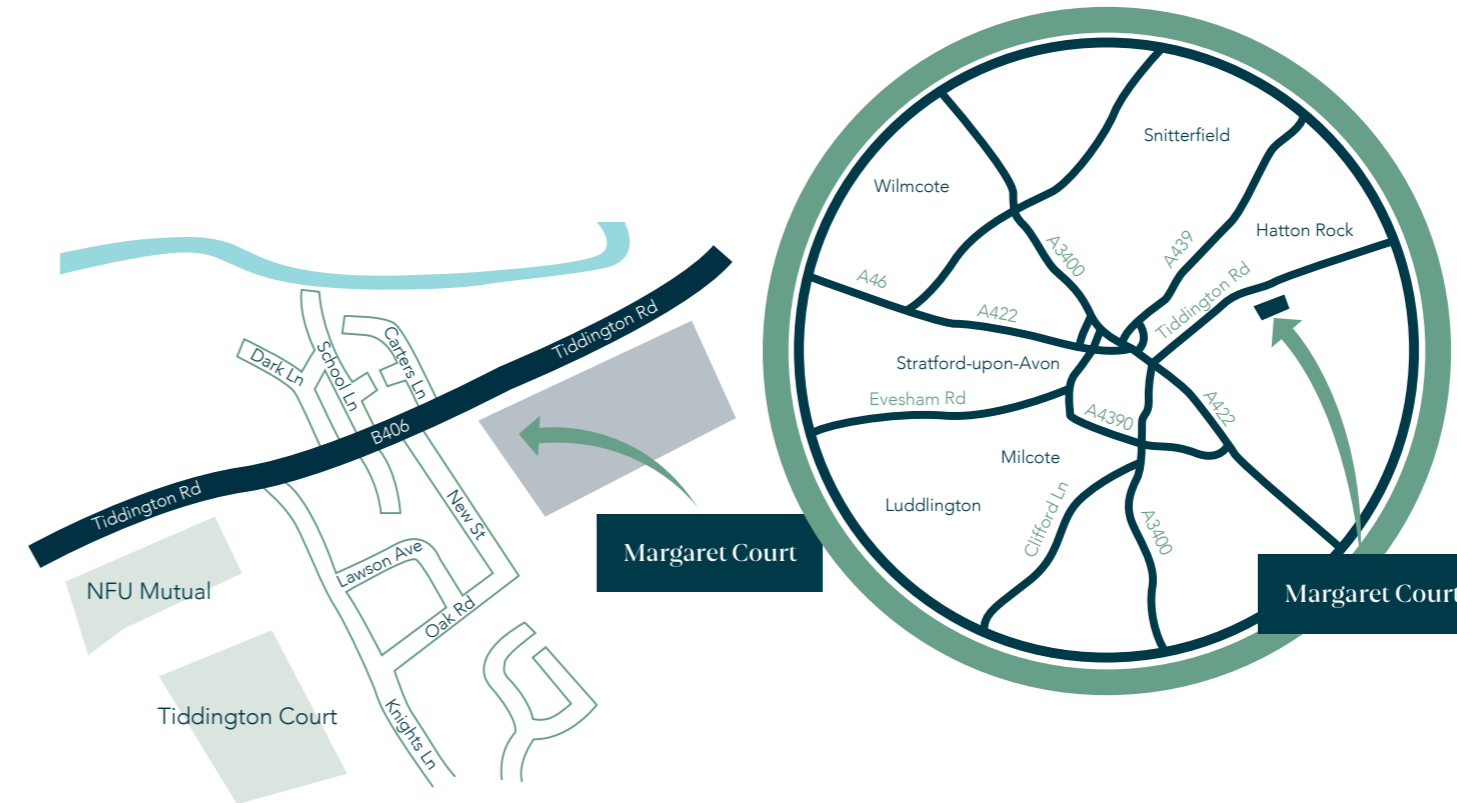 Tiddington Rd
Dark Ln
School Ln
Carters Ln
B406
Tiddington Rd
New St
Lawson Ave
Oak Rd
Knights Ln
NFU Mutual
Tiddington Court
Margaret Court
Snitterfield
Wilmcote
Hatton Rock
A3400
A439
A46
Tiddington Rd
A422
Stratford-upon-Avon
Evesham Rd
A4390
A422
Milcote
Luddington
Clifford Ln
A3400
Margaret Court